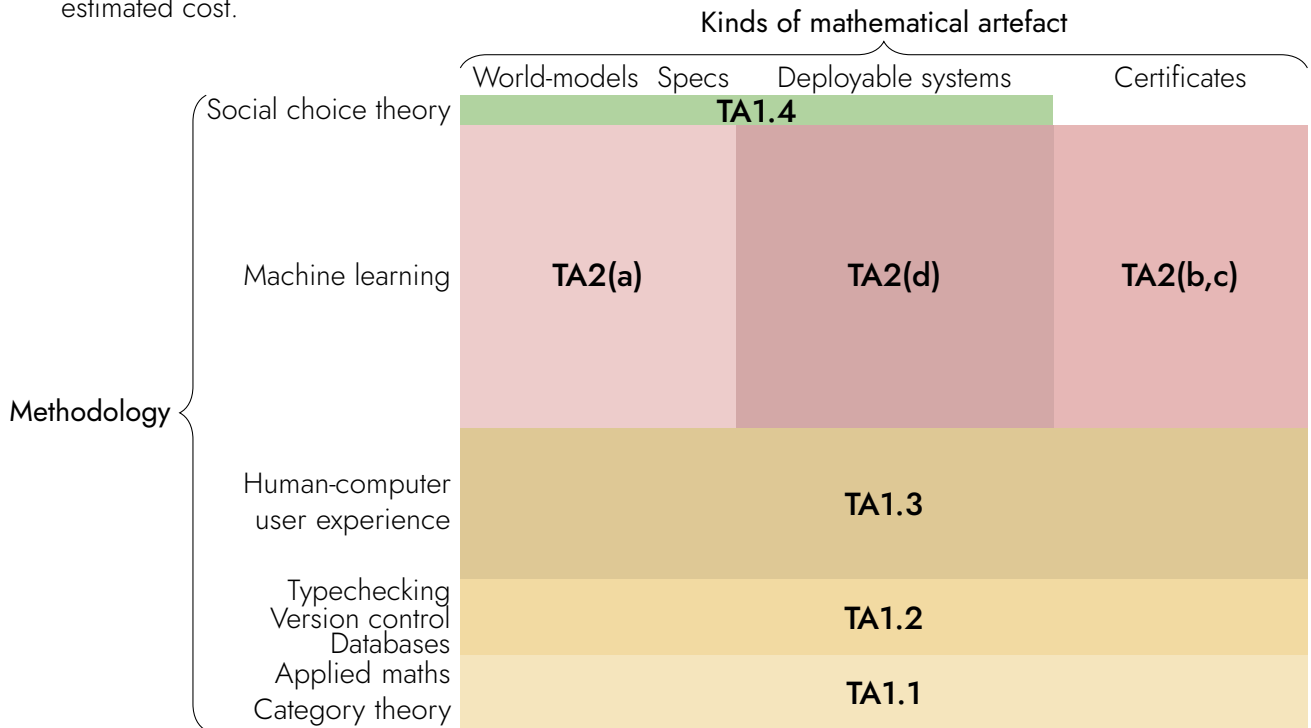 estimated cost.
Kinds of mathematical artefact
World-models Specs Deployable systems Certificates
Social choice theory TA1.4
Machine learning TA2(a) TA2(d) TA2(b,c)
Methodology
Human-computer
user experience
TA1.3
Typechecking
Version control
Databases
TA1.2
Applied maths
Category theory
TA1.1